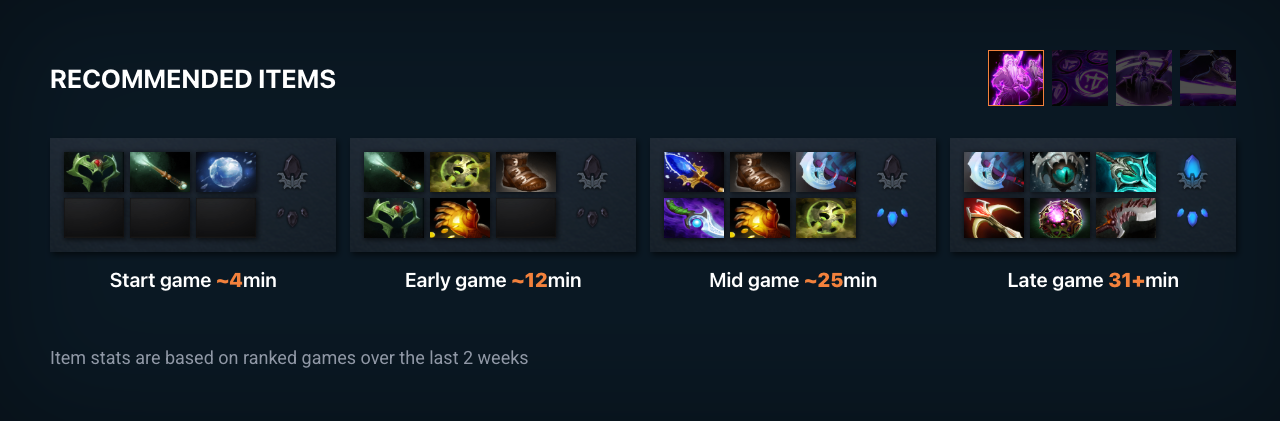 RECOMMENDED ITEMS
Start game ~4min
Early game ~12min
Mid game ~25min
Late game 31+min
Item stats are based on ranked games over the last 2 weeks